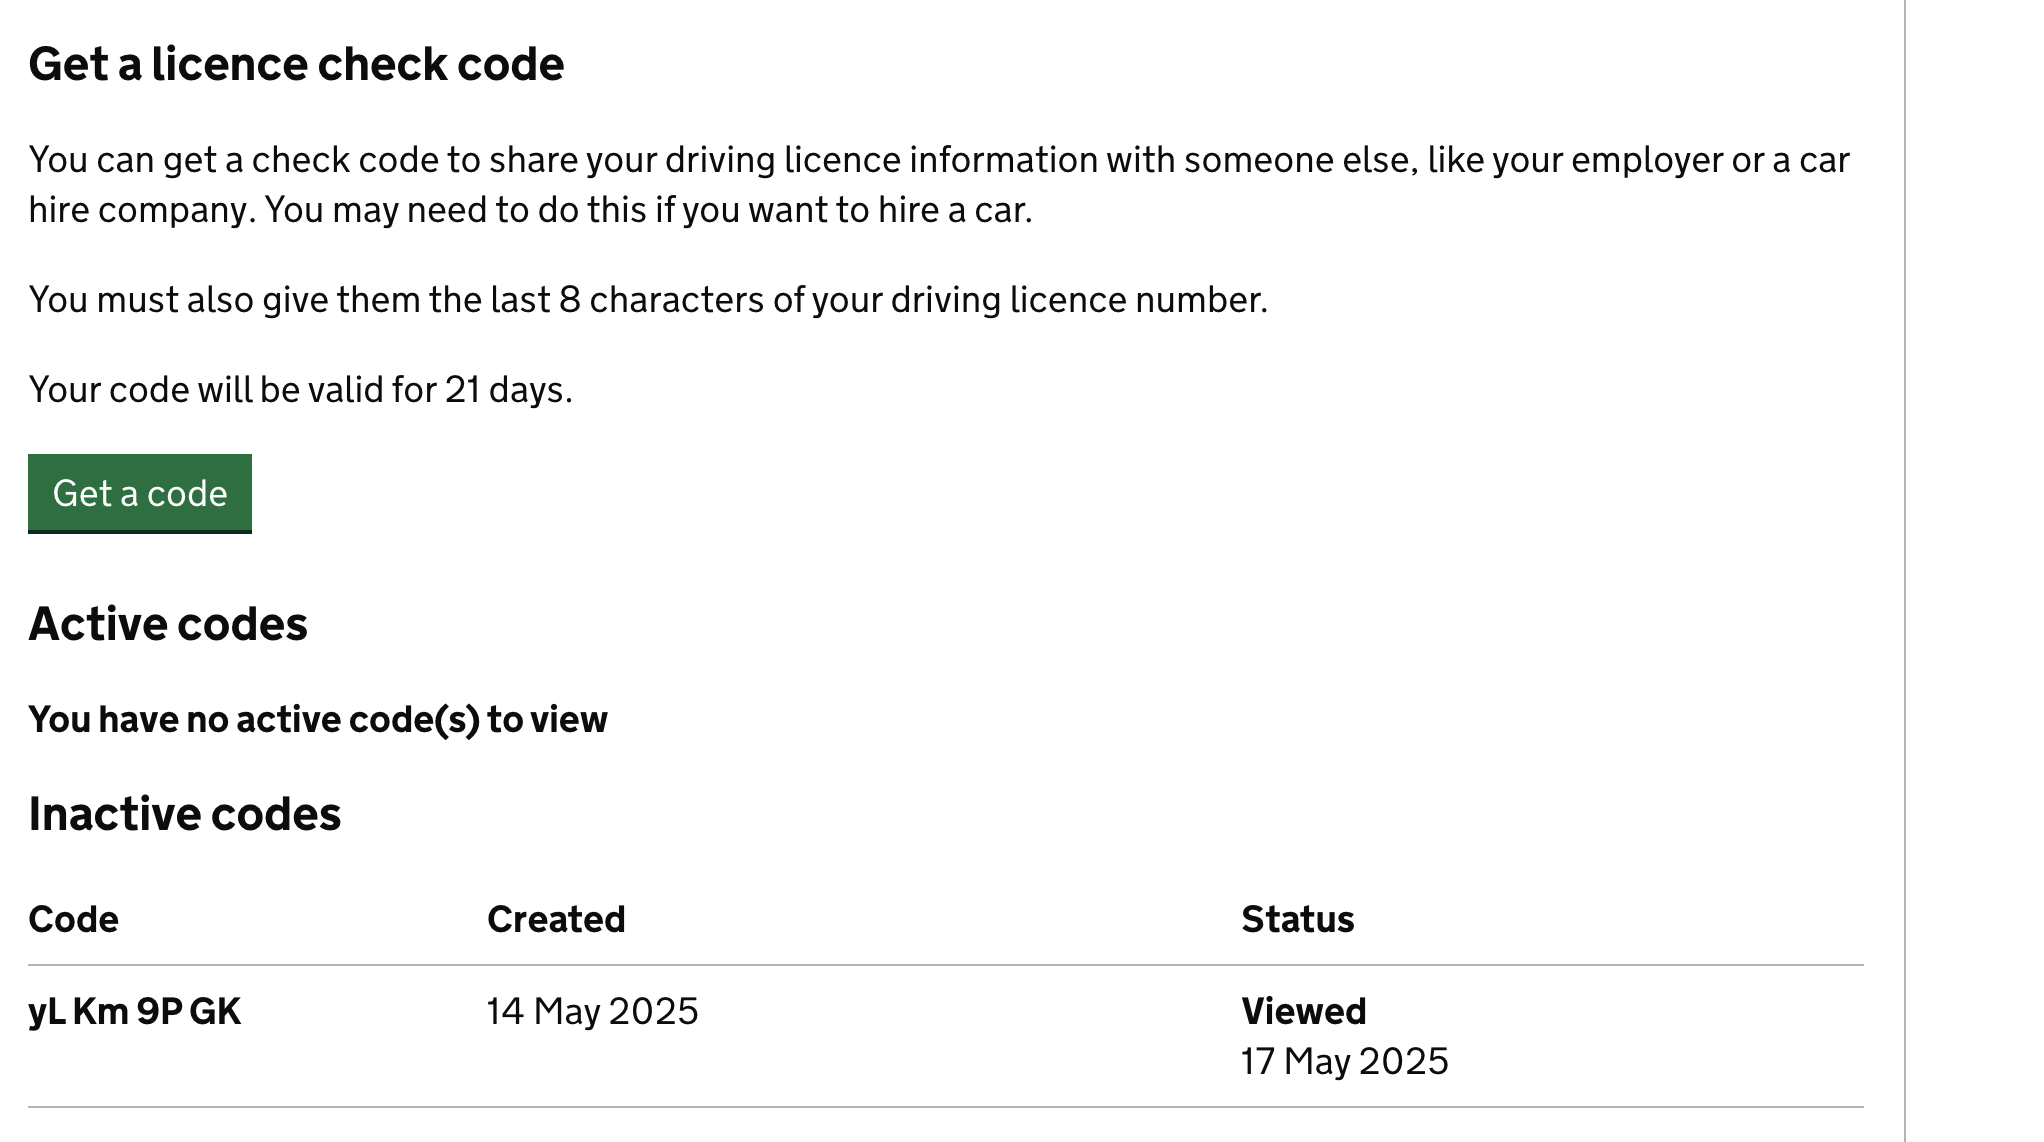 Get a licence check code
You can get a check code to share your driving licence information with someone else, like your employer or a car
hire company. You may need to do this if you want to hire a car.
You must also give them the last 8 characters of your driving licence number.
Your code will be valid for 21 days.
Get a code
Active codes
You have no active code(s) to view
Inactive codes
Code Created Status
yL Km 9P GK 14 May 2025 Viewed
17 May 2025